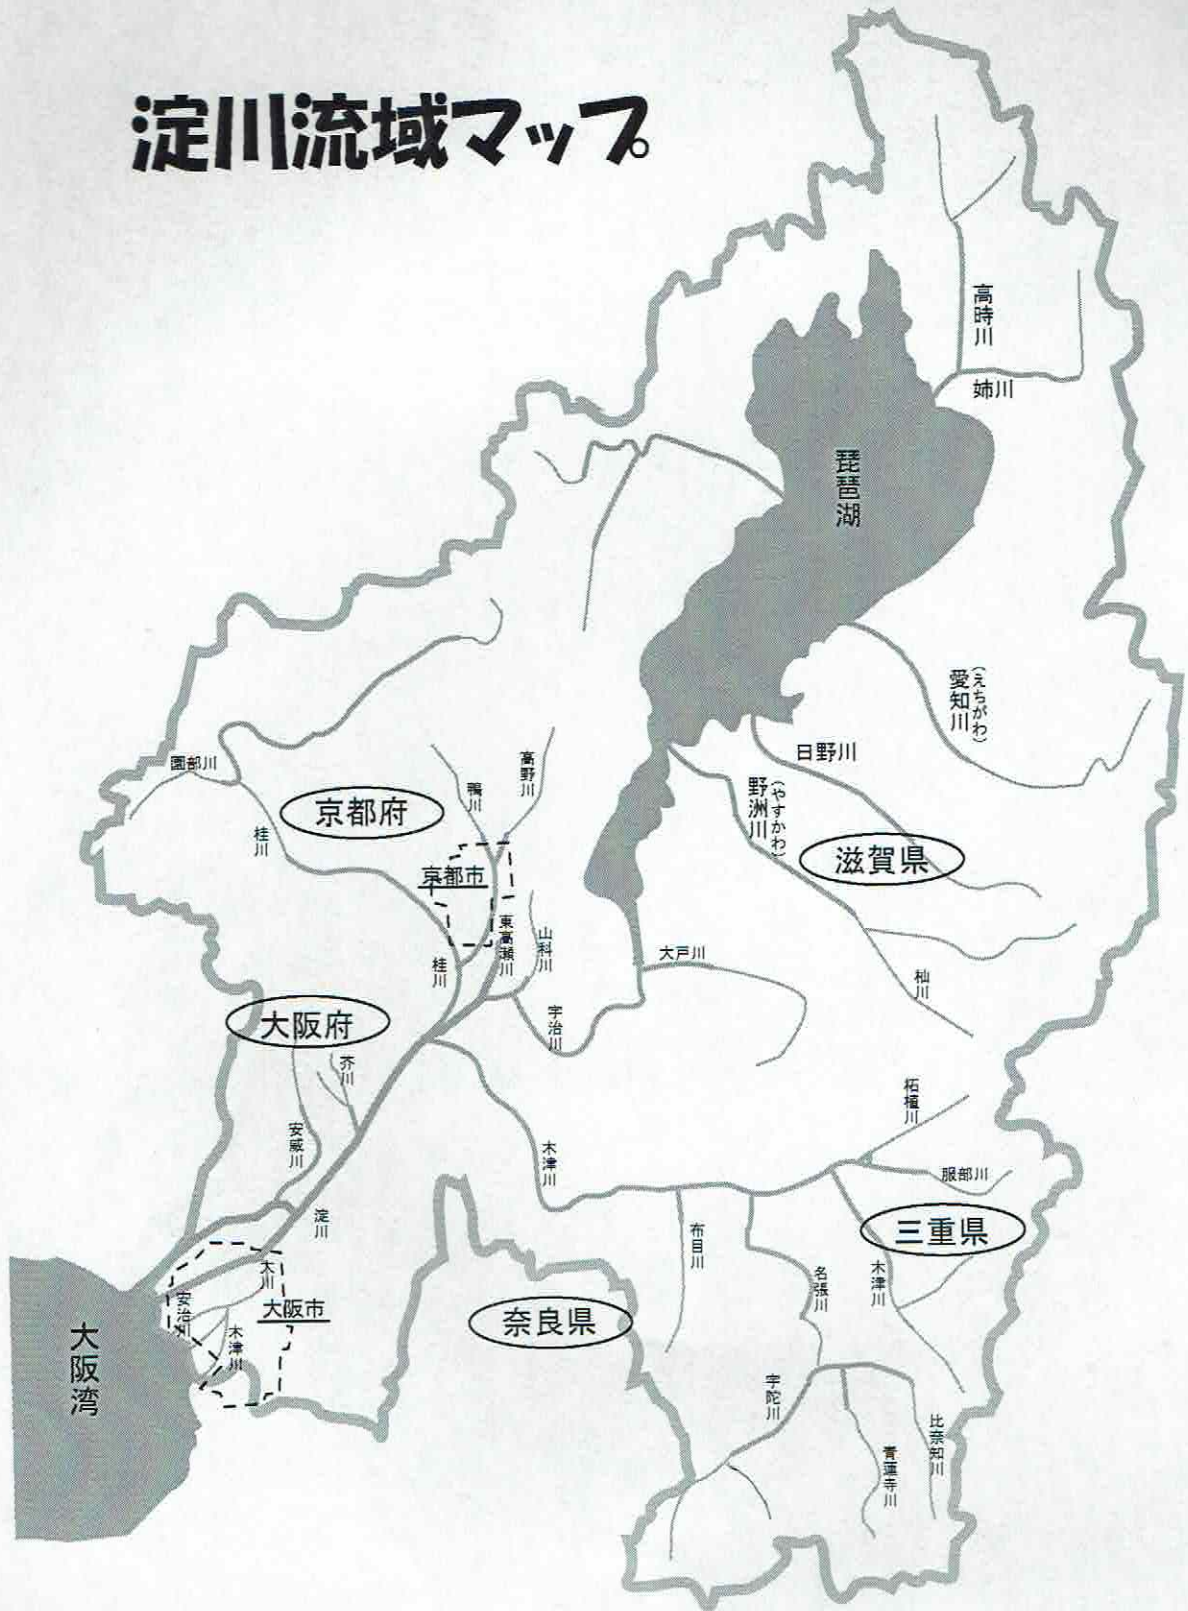 淀川流域マップ
高時川
姉川
琵琶湖
愛知川
(えちがわ)
日野川
野洲川
(やすかわ)
滋賀県
園部川
桂川
京都府
鴨川
高野川
京都市
東高瀬川
山科川
桂川
宇治川
大戸川
杣川
大阪府
芥川
安威川
淀川
木津川
柘植川
服部川
三重県
布目川
名張川
木津川
大川
安治川
大阪市
木津川
大阪湾
奈良県
宇陀川
青蓮寺川
比奈知川